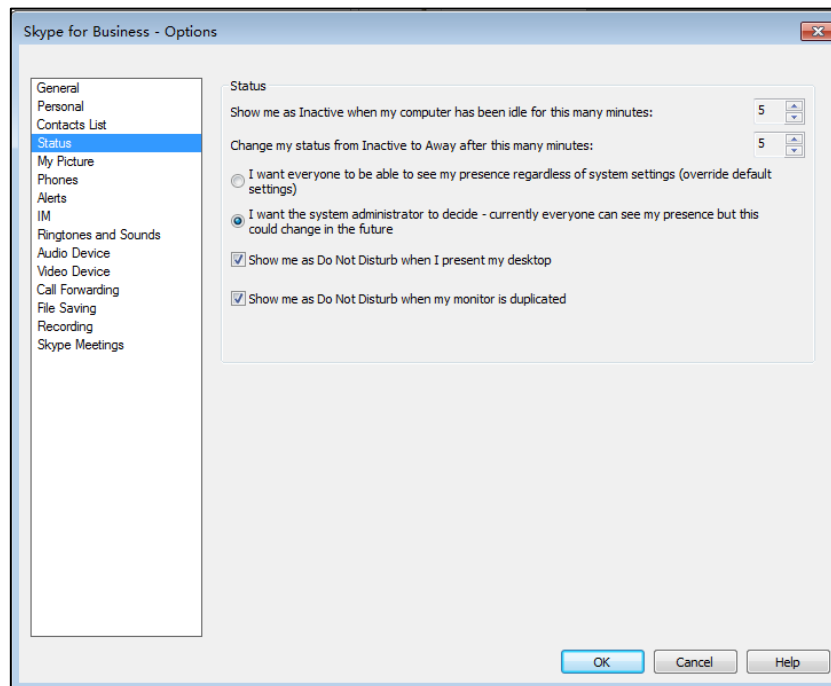 Skype for Business - Options
General
Personal
Contacts List
Status
My Picture
Phones
Alerts
IM
Ringtones and Sounds
Audio Device
Video Device
Call Forwarding
File Saving
Recording
Skype Meetings
Status
Show me as Inactive when my computer has been idle for this many minutes: 5
Change my status from Inactive to Away after this many minutes: 5
I want everyone to be able to see my presence regardless of system settings (override default
settings)
I want the system administrator to decide - currently everyone can see my presence but this
could change in the future
Show me as Do Not Disturb when I present my desktop
Show me as Do Not Disturb when my monitor is duplicated
OK Cancel Help